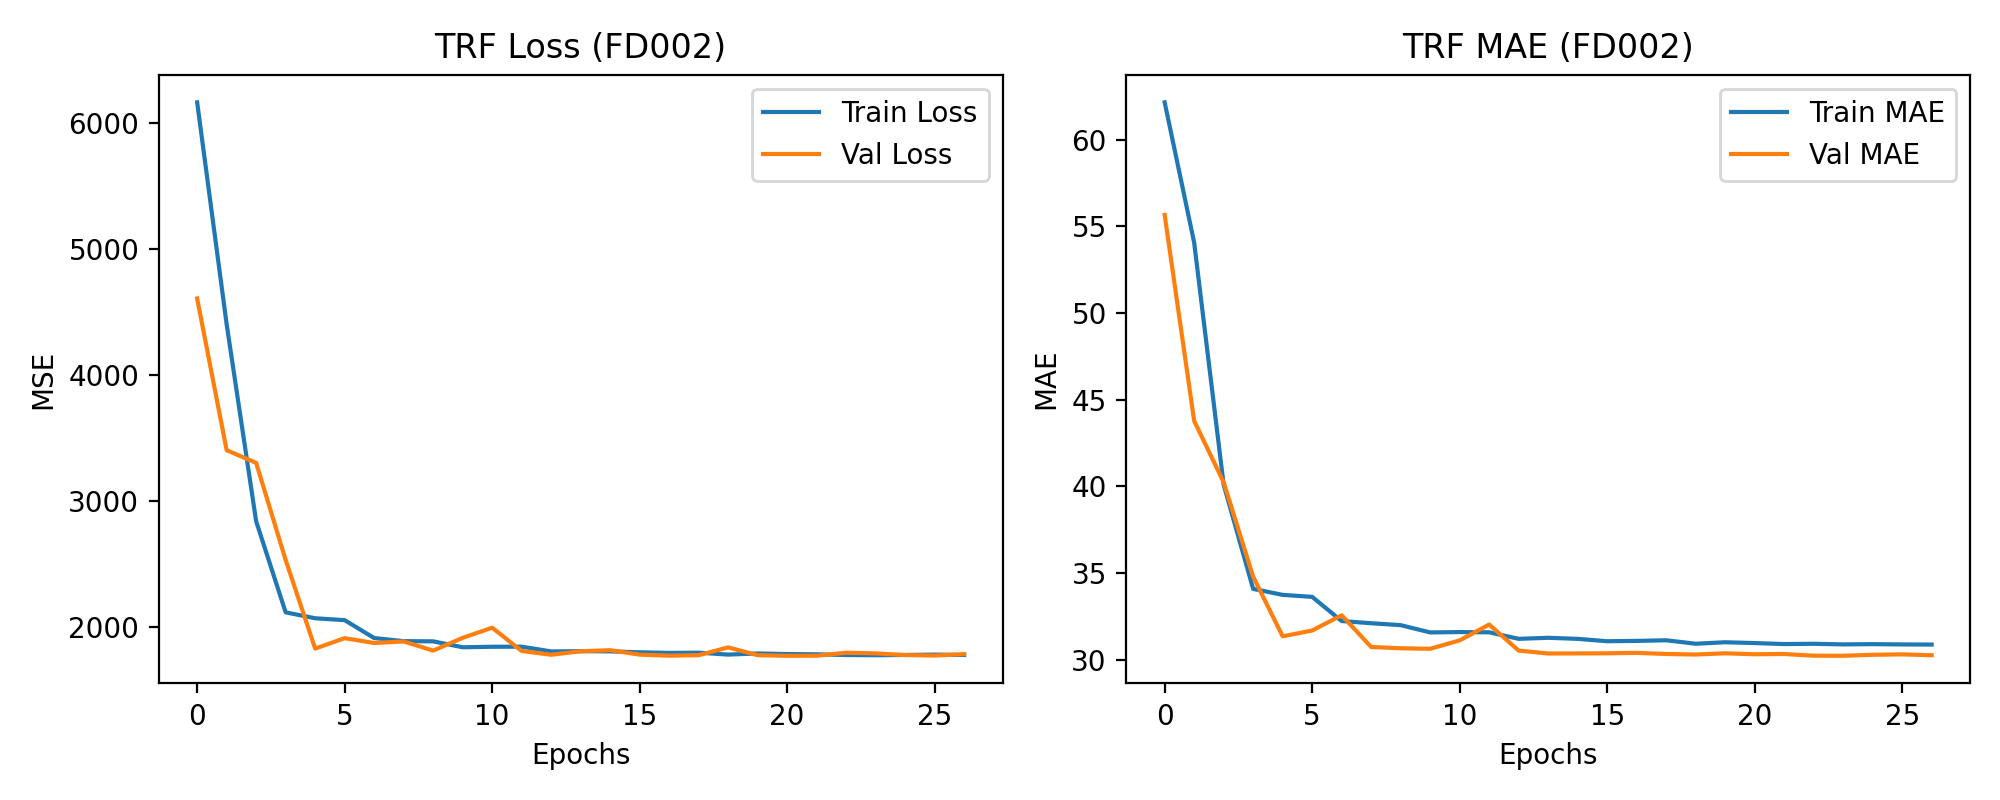 TRF Loss (FD002)
Train Loss
Val Loss
MSE
6000
5000
4000
3000
2000
0 5 10 15 20 25
Epochs
TRF MAE (FD002)
Train MAE
Val MAE
MAE
60
55
50
45
40
35
30
0 5 10 15 20 25
Epochs